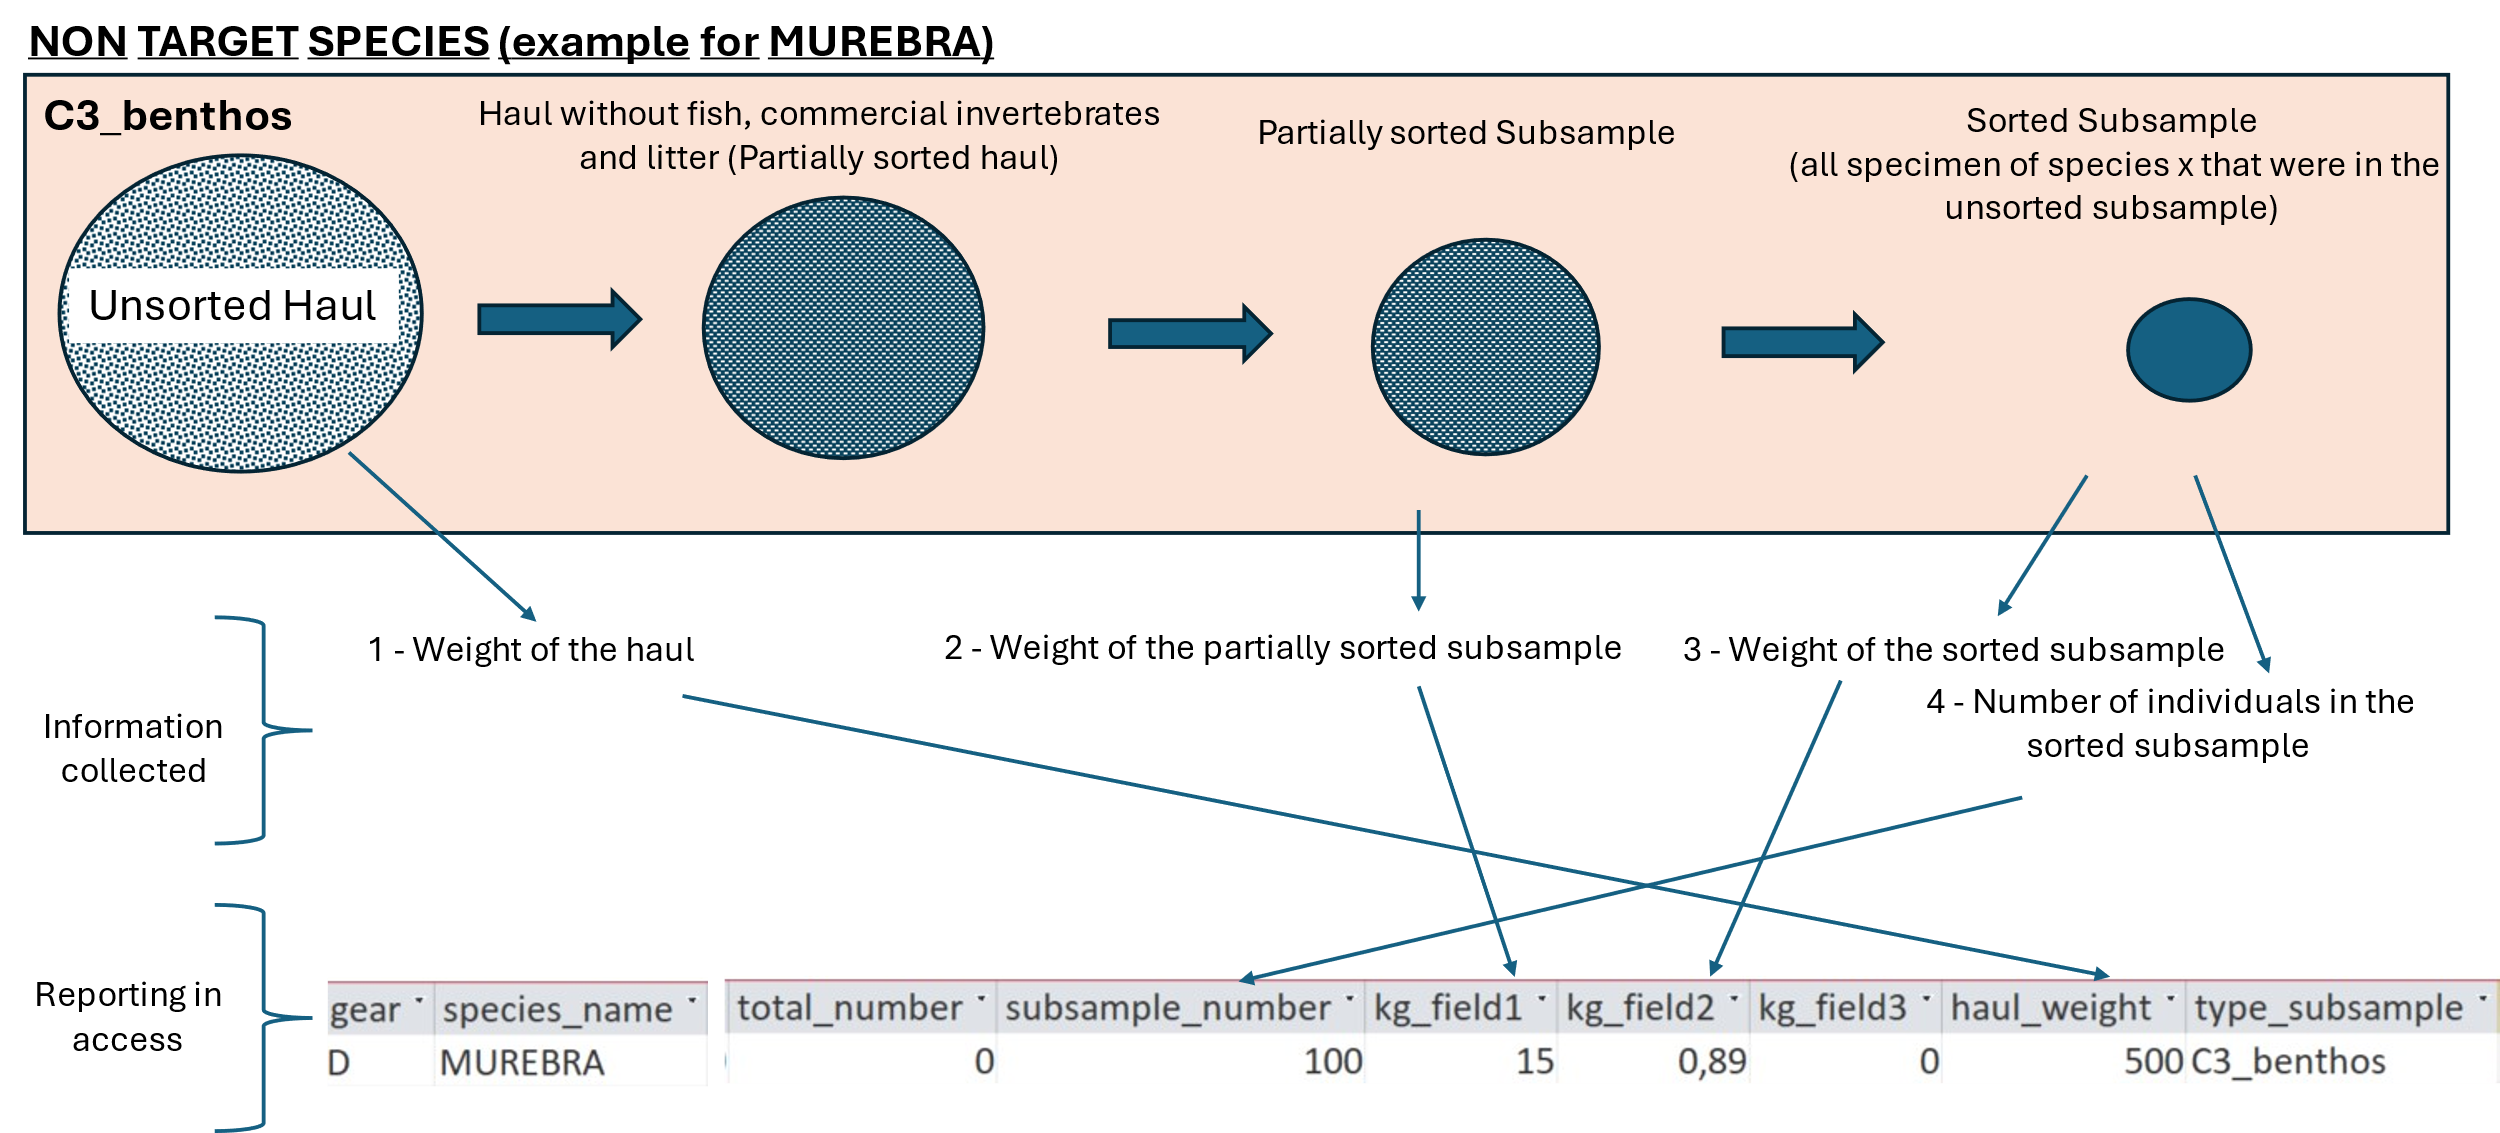 NON TARGET SPECIES (example for MUREBRA)
C3_benthos
Haul without fish, commercial invertebrates
and litter (Partially sorted haul)
Partially sorted Subsample
Sorted Subsample
(all specimen of species x that were in the
unsorted subsample)
Unsorted Haul
1 - Weight of the haul
2 - Weight of the partially sorted subsample
3 - Weight of the sorted subsample
4 - Number of individuals in the
sorted subsample
Information
collected
Reporting in
access
gear species_name total_number subsample_number kg_field1 kg_field2 kg_field3 haul_weight type_subsample
D MUREBRA 0 100 15 0,89 0 500 C3_benthos